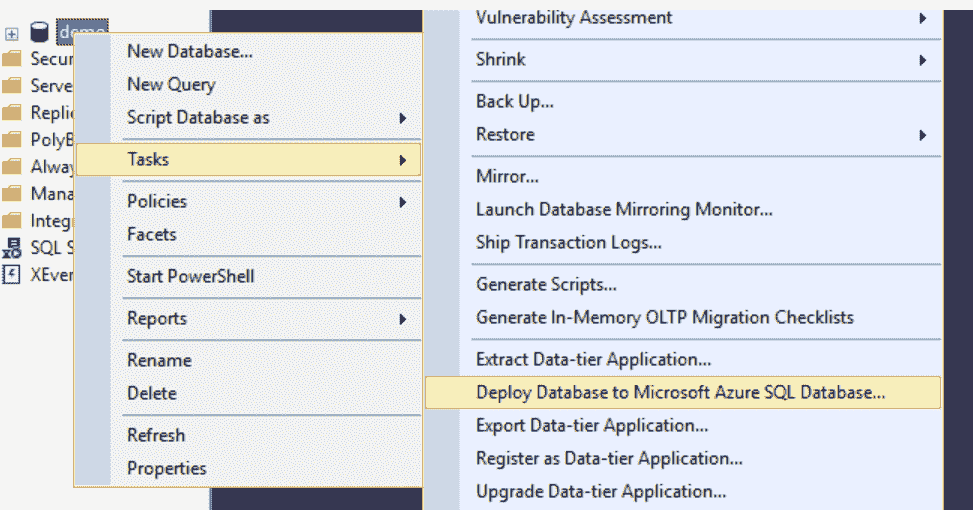 demo
Secur
Serve
Replic
PolyB
Alway
Mana
Integr
SQL S
XEver
New Database...
New Query
Script Database as
Tasks
Policies
Facets
Start PowerShell
Reports
Rename
Delete
Refresh
Properties
Vulnerability Assessment
Shrink
Back Up...
Restore
Mirror...
Launch Database Mirroring Monitor...
Ship Transaction Logs...
Generate Scripts...
Generate In-Memory OLTP Migration Checklists
Extract Data-tier Application...
Deploy Database to Microsoft Azure SQL Database...
Export Data-tier Application...
Register as Data-tier Application...
Upgrade Data-tier Application...